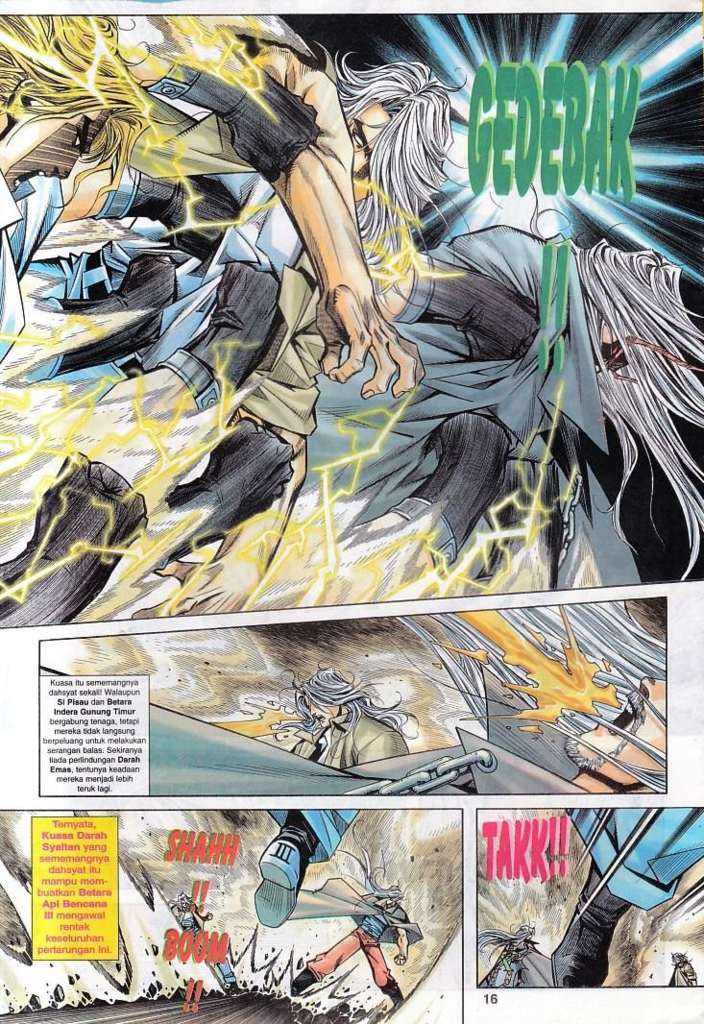 GEDEBAK
!!
Kuasa itu sememangnya
dahsyat sekali! Walaupun
Si Pisau dan Betara
Indera Gunung Timur
bergabung tenaga, tetapi
mereka tidak langsung
berpeluang untuk melakukan
serangan balas. Sekiranya
tiada perlindungan Darah
Emas, tentunya keadaan
mereka menjadi lebih
teruk lagi.
Ternyata,
Kuasa Darah
Syaitan yang
sememangnya
dahsyat itu
mampu mem-
buatkan Betara
Api Bencana
III mengawal
rentak
keseluruhan
pertarungan ini.
SHAHH
!!
BOOM
!!
TAKK!!
16